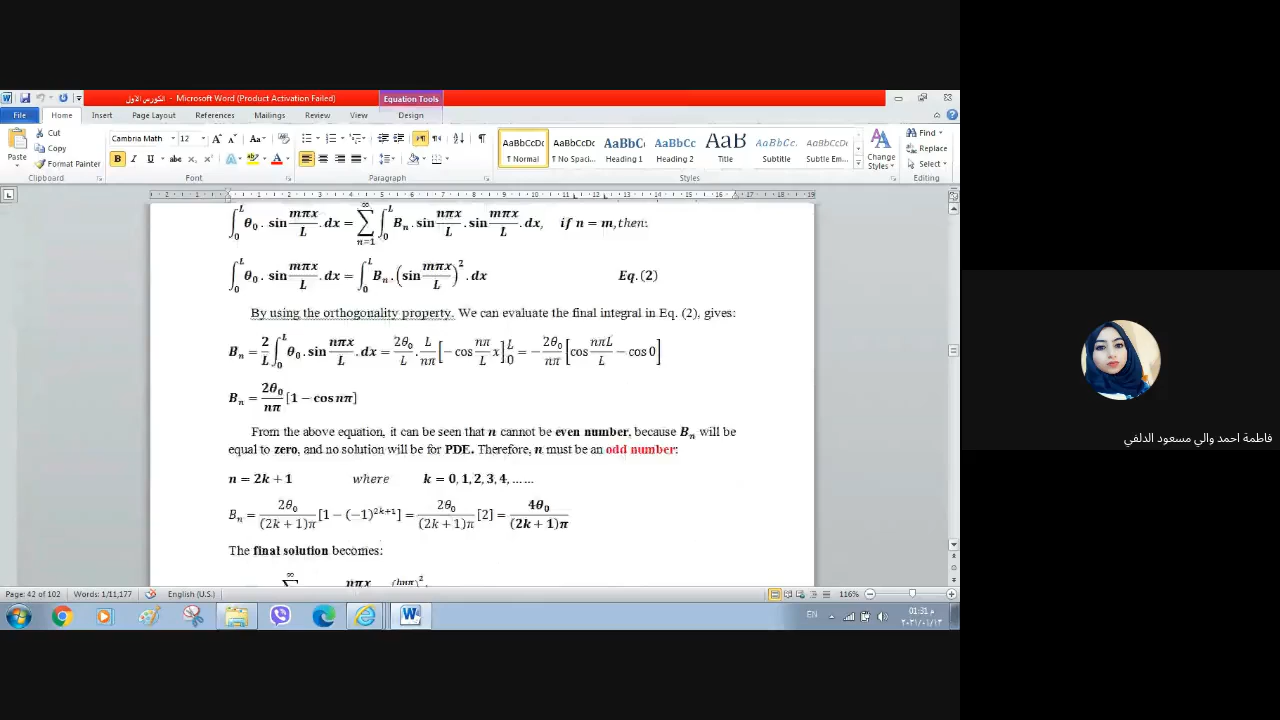 الكورس الاول - Microsoft Word (Product Activation Failed)
Equation Tools
File Home Insert Page Layout References Mailings Review View Design
Paste
Cut
Copy
Format Painter
Cambria Math 12
AaBbCcDc AaBbCcDc AaBbC AaBbCc AaB AaBbCc. AaBbCcDc
¶ Normal ¶ No Spaci... Heading 1 Heading 2 Title Subtitle Subtle Em...
Change Styles
Find
Replace
Select
Clipboard Font Paragraph Styles Editing
∫₀ᴸ θ₀. sin mπx/L . dx = ∑ₙ₌₁^∞ ∫₀ᴸ Bₙ. sin nπx/L . sin mπx/L . dx, if n = m, then:
∫₀ᴸ θ₀. sin mπx/L . dx = ∫₀ᴸ Bₙ. (sin mπx/L)² . dx Eq. (2)
By using the orthogonality property. We can evaluate the final integral in Eq. (2), gives:
Bₙ = 2/L ∫₀ᴸ θ₀. sin nπx/L . dx = 2θ₀/L . L/nπ [− cos nπ/L x]₀ᴸ = − 2θ₀/nπ [cos nπL/L − cos 0]
Bₙ = 2θ₀/nπ [1 − cos nπ]
From the above equation, it can be seen that n cannot be even number, because Bₙ will be
equal to zero, and no solution will be for PDE. Therefore, n must be an odd number:
n = 2k + 1 where k = 0, 1, 2, 3, 4, ... ...
Bₙ = 2θ₀/(2k + 1)π [1 − (−1)²ᵏ⁺¹] = 2θ₀/(2k + 1)π [2] = 4θ₀/(2k + 1)π
The final solution becomes:
Page: 42 of 102 Words: 1/11,177 English (U.S.) 116%
EN 01:31 م
٢٠٢١/٠١/١٢
فاطمة احمد والي مسعود الدلفي